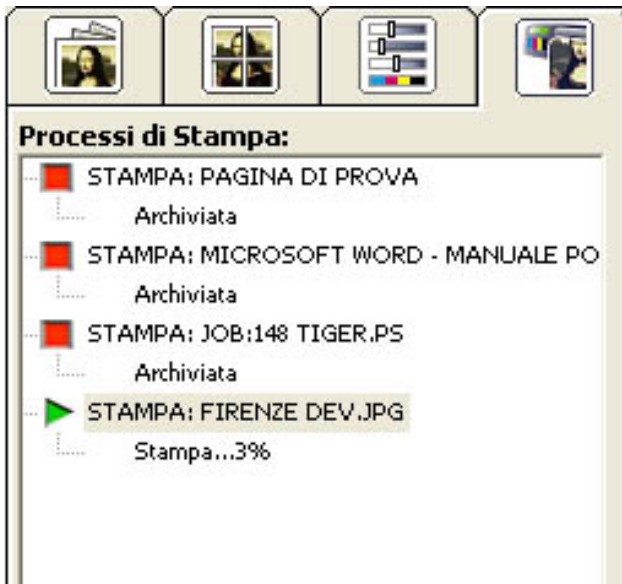 Processi di Stampa:
STAMPA: PAGINA DI PROVA
Archiviata
STAMPA: MICROSOFT WORD - MANUALE PO
Archiviata
STAMPA: JOB:148 TIGER.PS
Archiviata
STAMPA: FIRENZE DEV.JPG
Stampa...3%